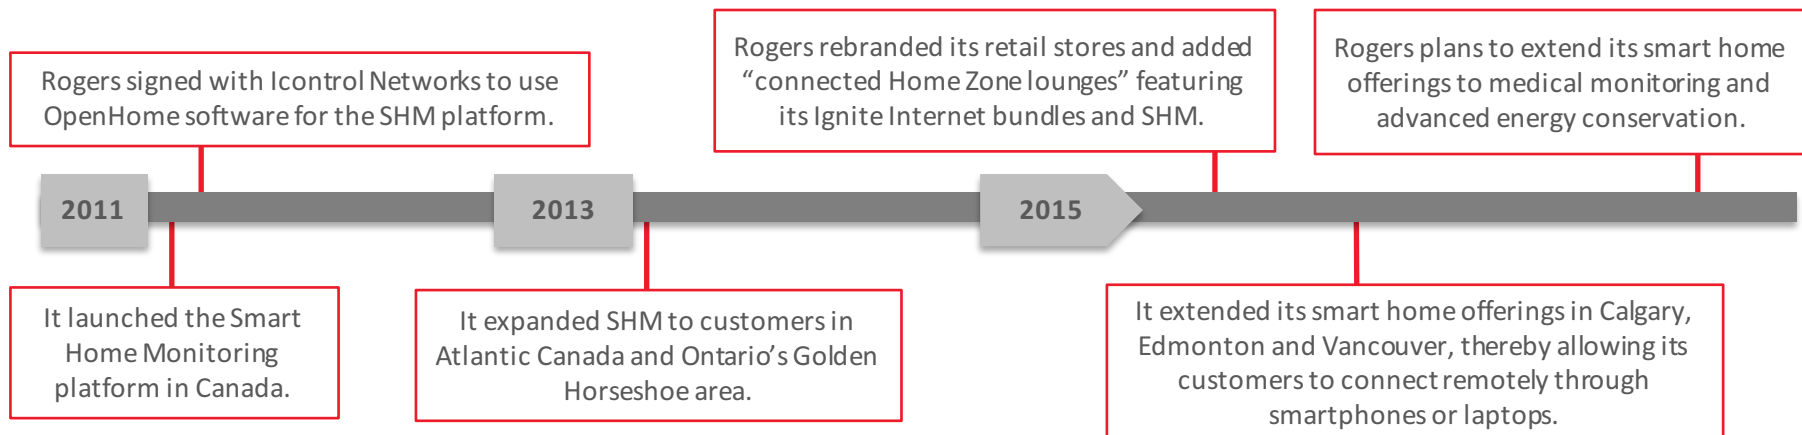 Rogers signed with Icontrol Networks to use
OpenHome software for the SHM platform.
Rogers rebranded its retail stores and added
“connected Home Zone lounges” featuring
its Ignite Internet bundles and SHM.
Rogers plans to extend its smart home
offerings to medical monitoring and
advanced energy conservation.
2011
2013
2015
It launched the Smart
Home Monitoring
platform in Canada.
It expanded SHM to customers in
Atlantic Canada and Ontario’s Golden
Horseshoe area.
It extended its smart home offerings in Calgary,
Edmonton and Vancouver, thereby allowing its
customers to connect remotely through
smartphones or laptops.